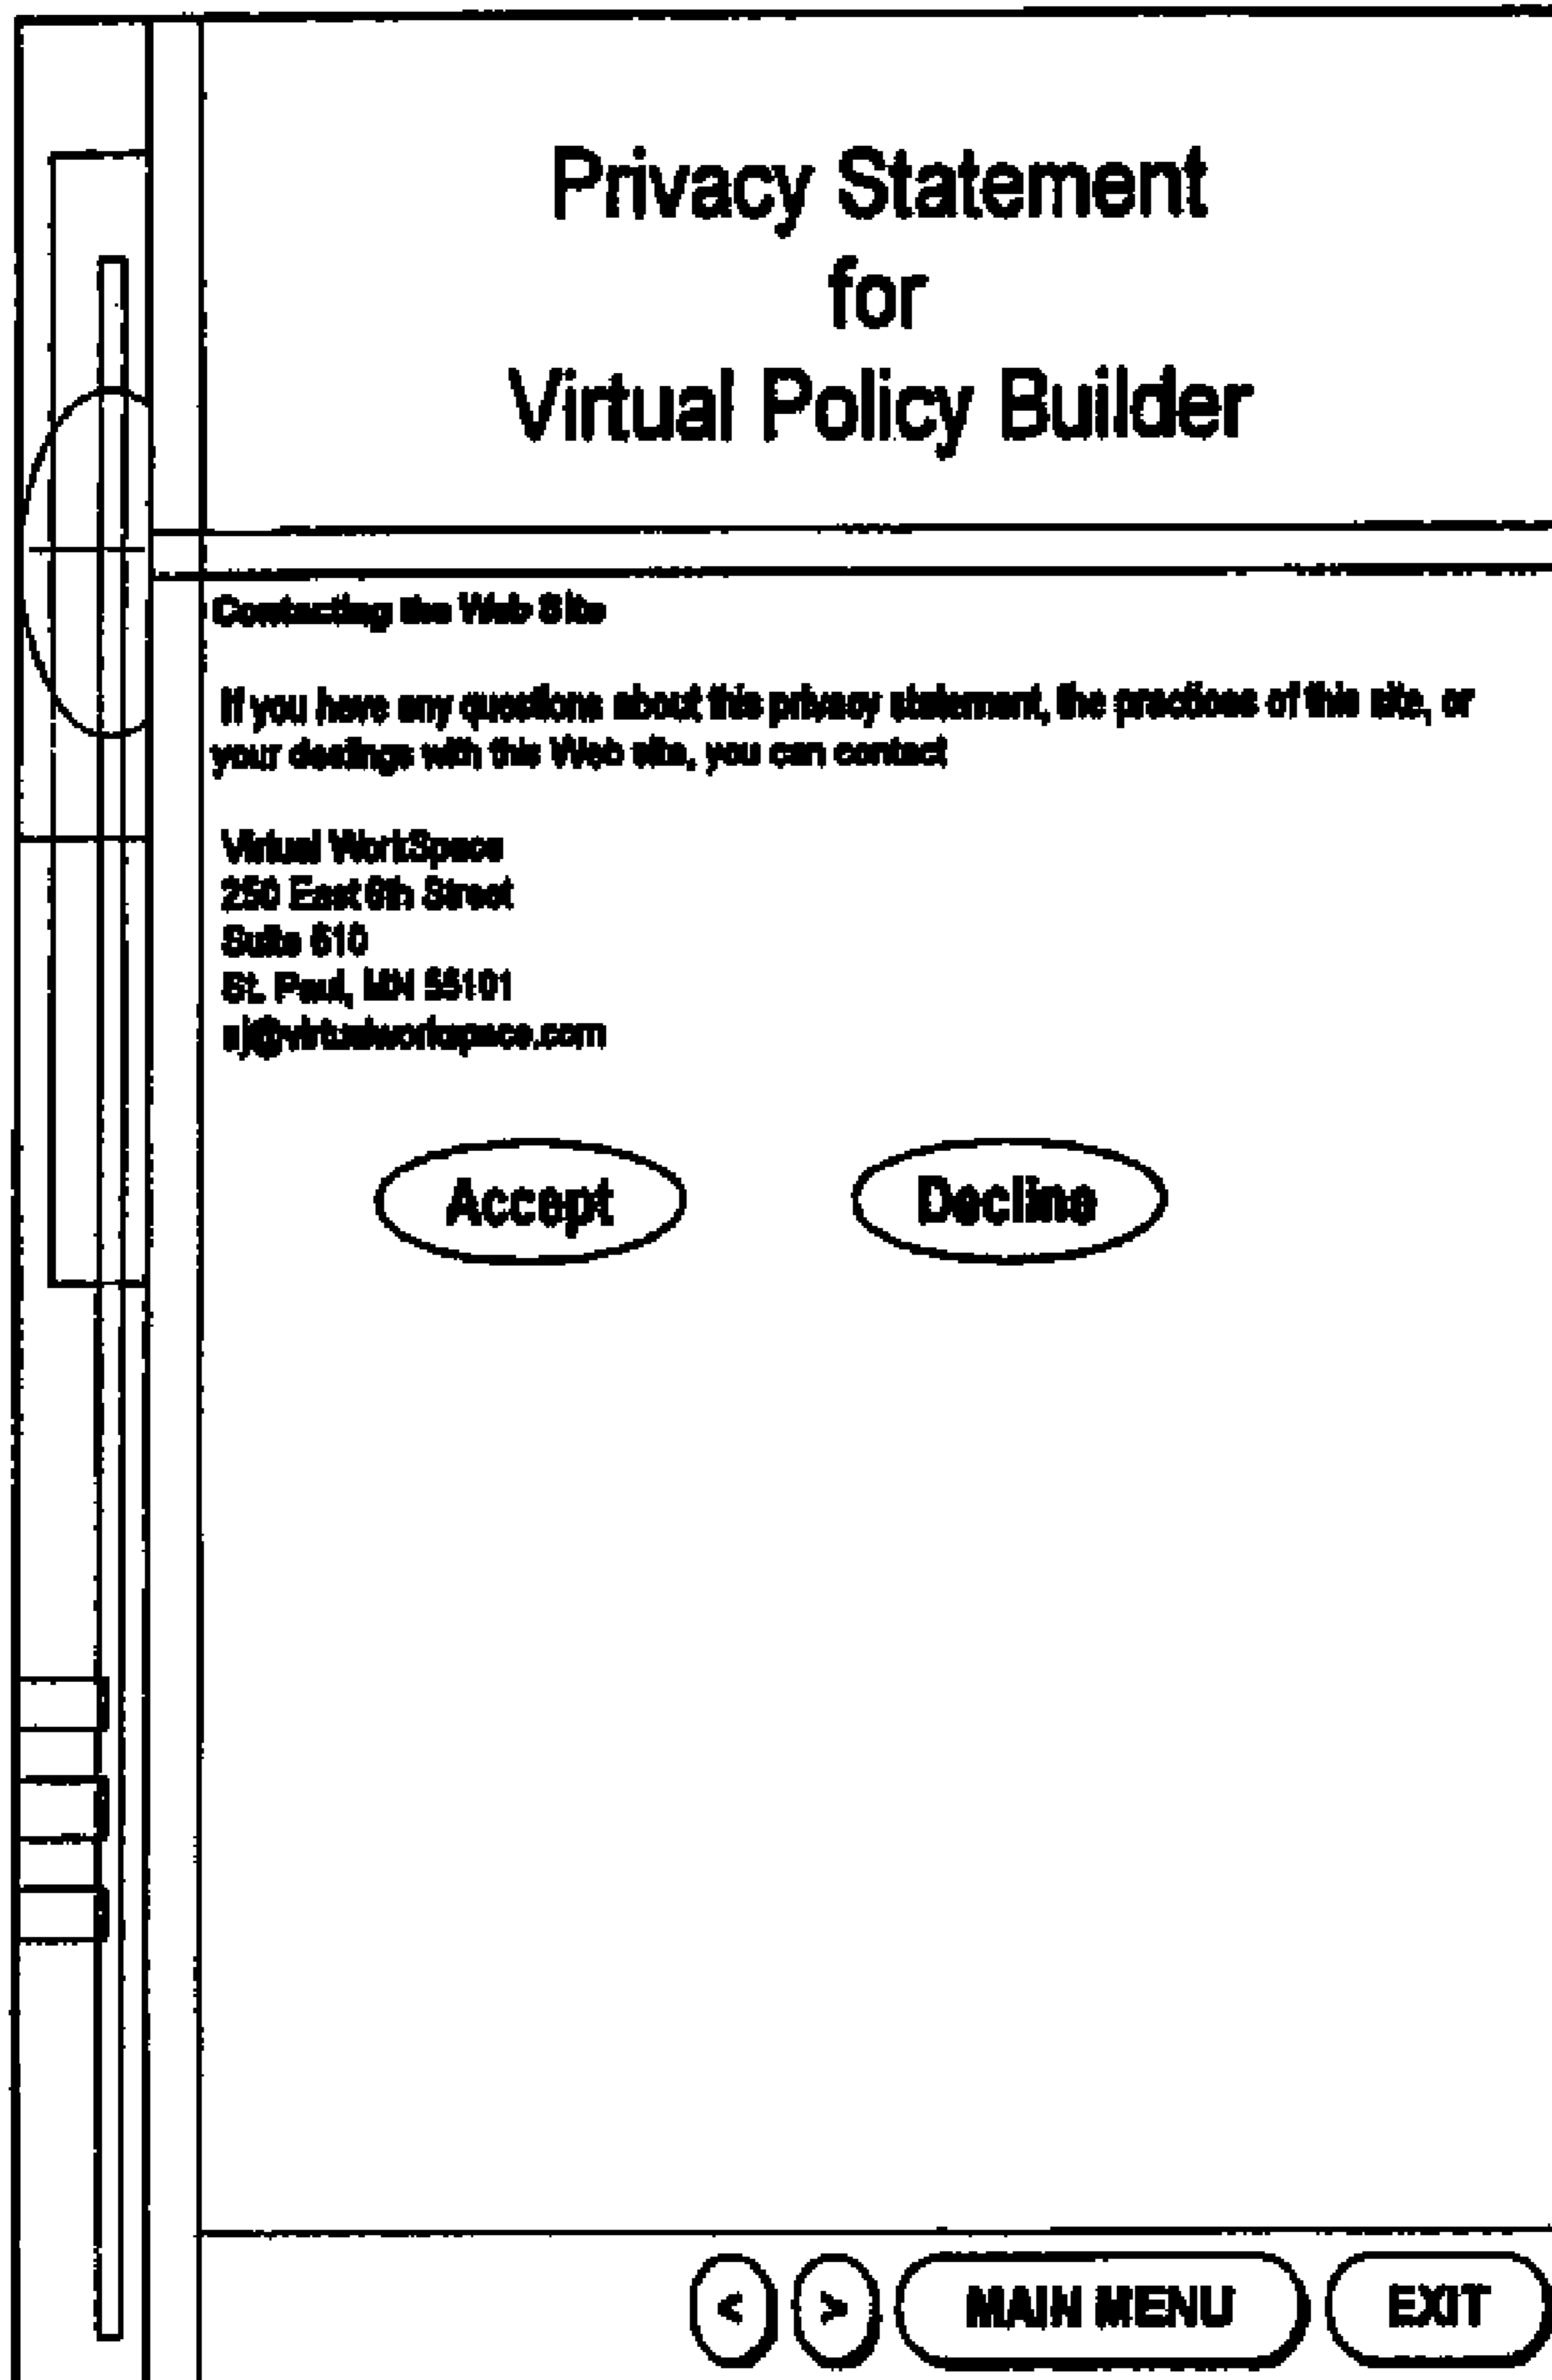 Privacy Statement
for
Virtual Policy Builder
Contacting the Web Site
If you have any questions about this privacy statement, the practices of this site, or
your dealings with this Web site, you can contact
Virtual WorkSpace
250 East Street
Suite 610
St. Paul, MN 55101
Accept
Decline
< > MAIN MENU EXIT